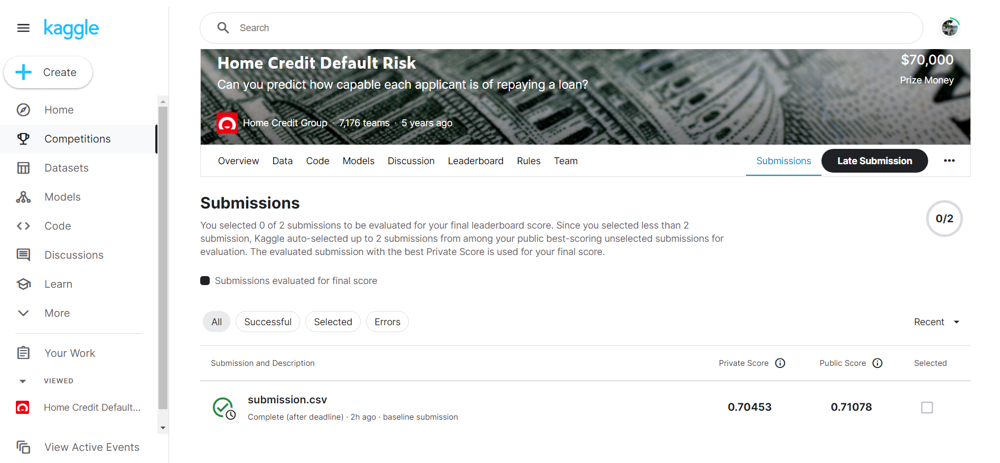 kaggle
Search
Create
Home
Competitions
Datasets
Models
Code
Discussions
Learn
More
Your Work
VIEWED
Home Credit Default...
View Active Events
Home Credit Default Risk
Can you predict how capable each applicant is of repaying a loan?
$70,000
Prize Money
Home Credit Group · 7,176 teams · 5 years ago
Overview Data Code Models Discussion Leaderboard Rules Team Submissions Late Submission
Submissions
You selected 0 of 2 submissions to be evaluated for your final leaderboard score. Since you selected less than 2
submission, Kaggle auto-selected up to 2 submissions from among your public best-scoring unselected submissions for
evaluation. The evaluated submission with the best Private Score is used for your final score.
0/2
Submissions evaluated for final score
All Successful Selected Errors Recent
Submission and Description Private Score Public Score Selected
submission.csv
Complete (after deadline) · 2h ago · baseline submission
0.70453 0.71078